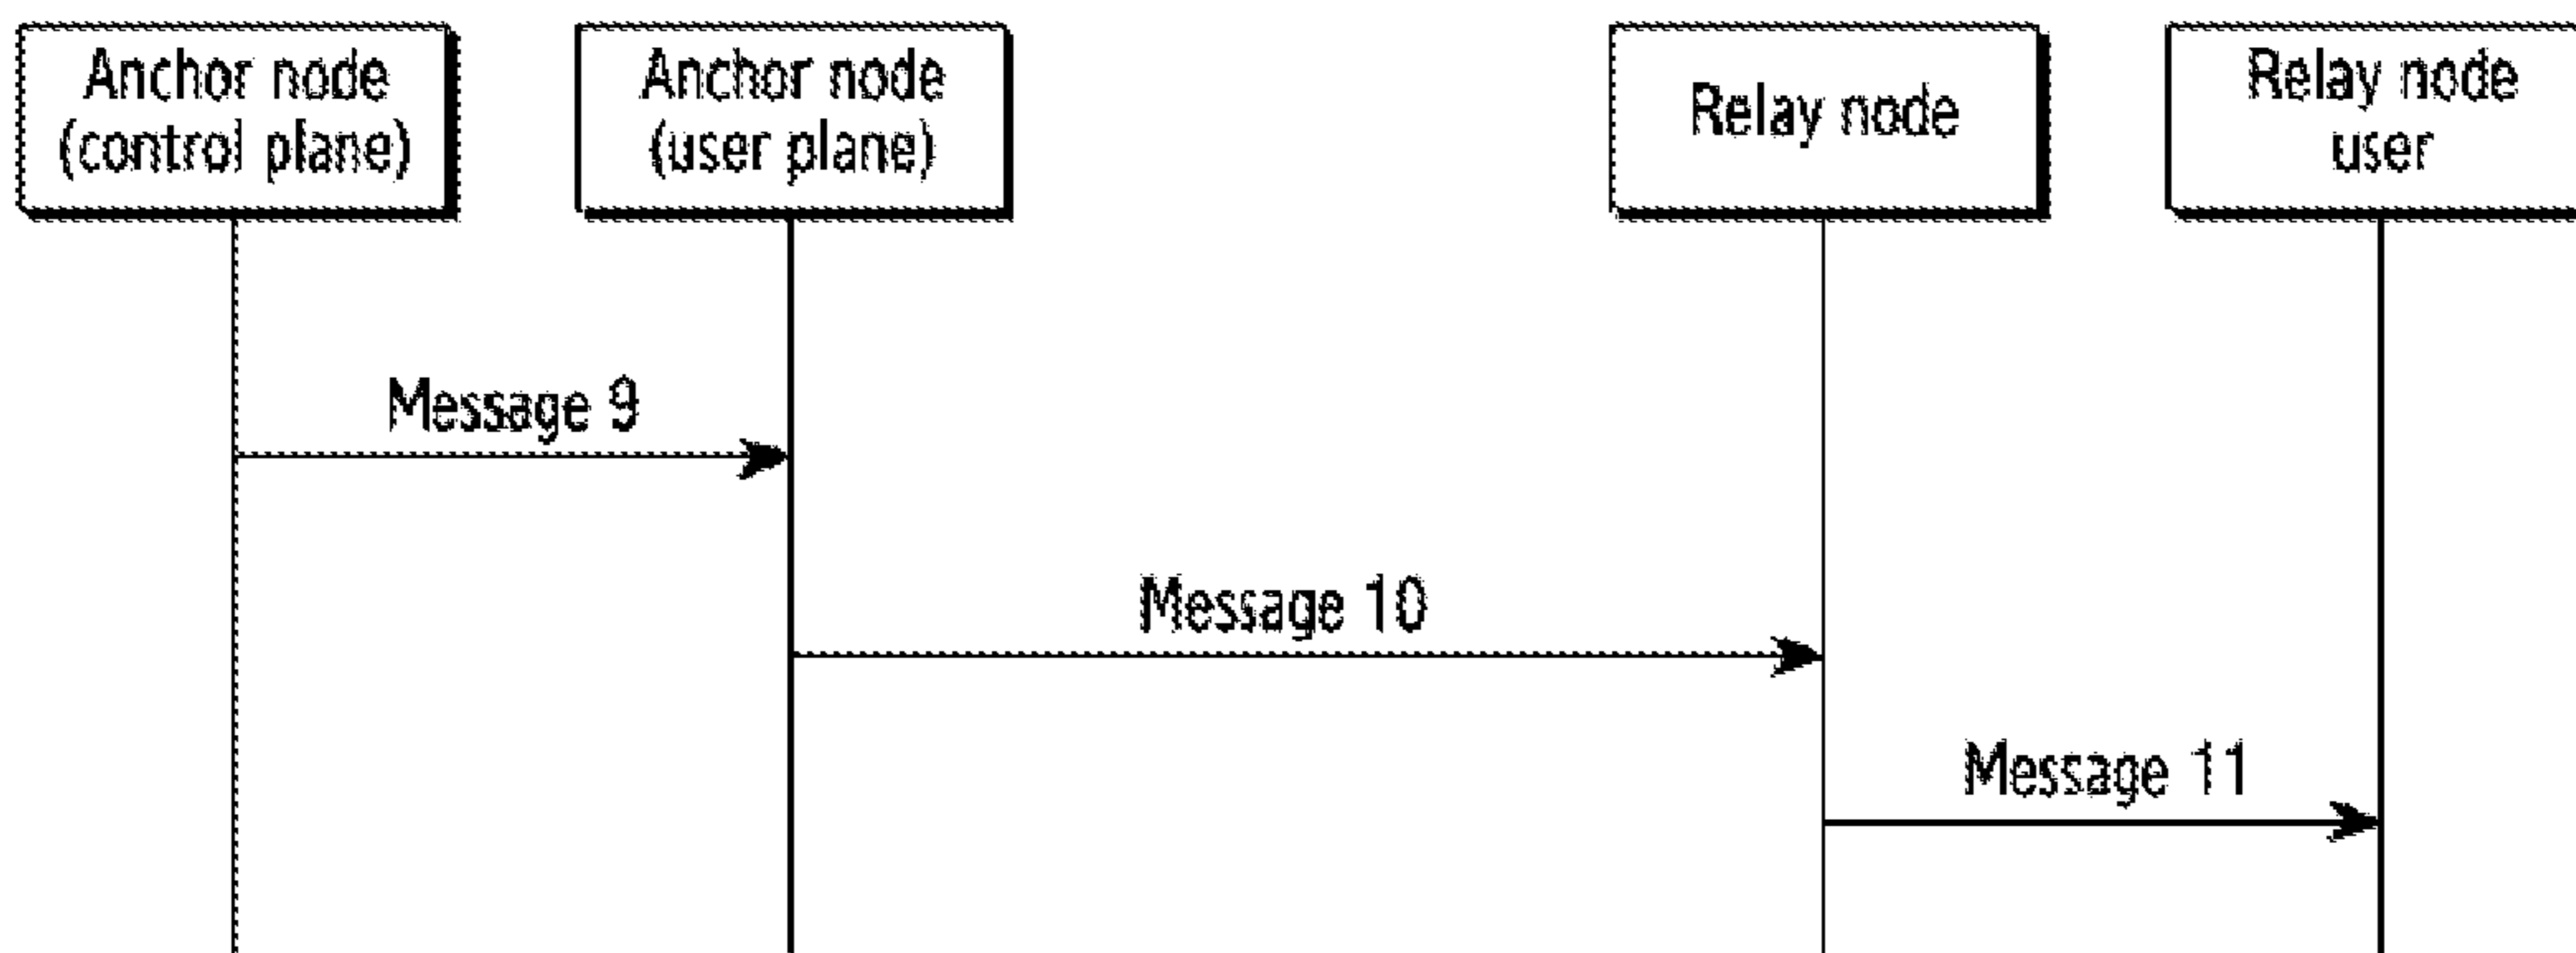 Anchor node
(control plane)
Anchor node
(user plane)
Relay node
Relay node
user
Message 9
Message 10
Message 11